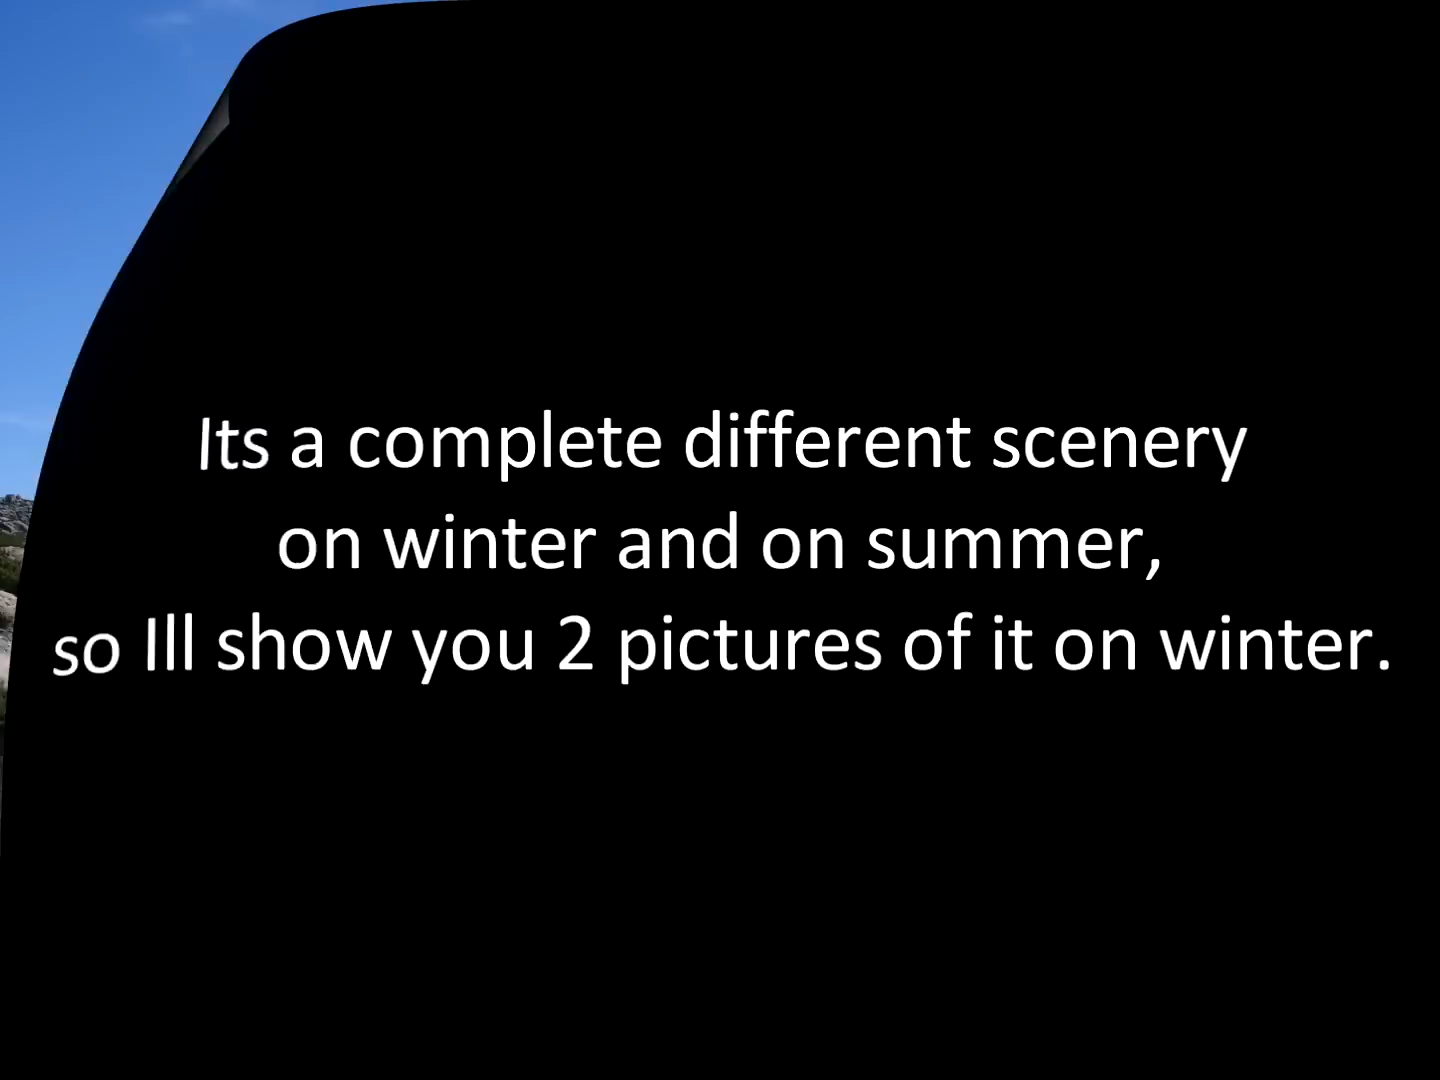 Its a complete different scenery
on winter and on summer,
so Ill show you 2 pictures of it on winter.